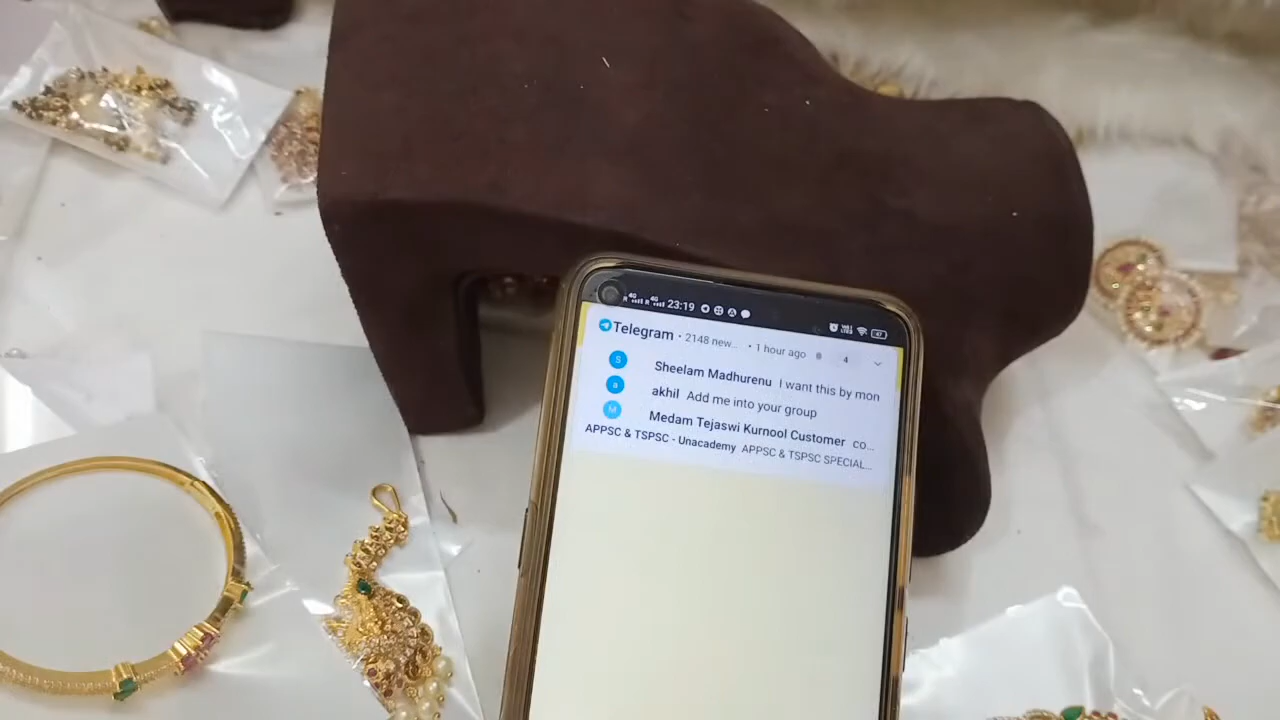 23:19
Telegram • 2148 new... • 1 hour ago 4
S Sheelam Madhurenu I want this by mon
a akhil Add me into your group
M Medam Tejaswi Kurnool Customer co...
APPSC & TSPSC - Unacademy APPSC & TSPSC SPECIAL...